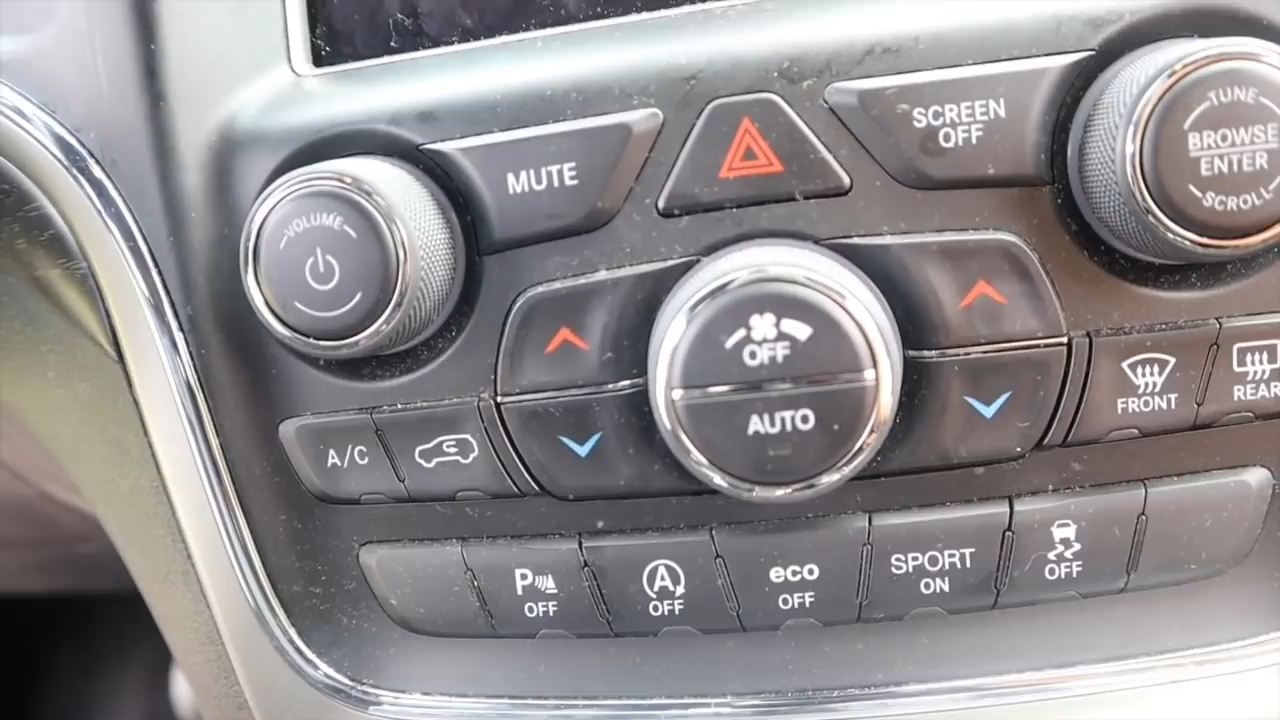 VOLUME
MUTE
SCREEN
OFF
TUNE
BROWSE
ENTER
SCROLL
OFF
AUTO
FRONT
REAR
A/C
P
OFF
A
OFF
eco
OFF
SPORT
ON
OFF